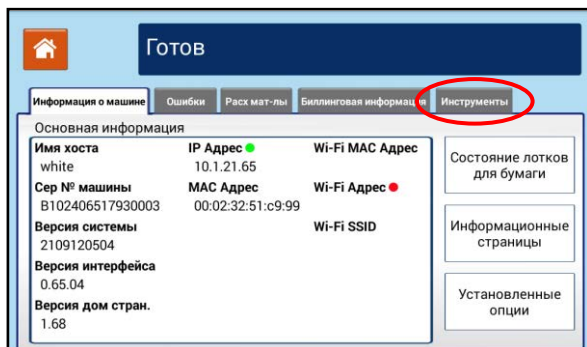 Готов
Информация о машине Ошибки Расх мат-лы Биллинговая информация Инструменты
Основная информация
Имя хоста IP Адрес Wi-Fi MAC Адрес
white 10.1.21.65
Сер № машины MAC Адрес Wi-Fi Адрес
B102406517930003 00:02:32:51:c9:99
Версия системы Wi-Fi SSID
2109120504
Версия интерфейса
0.65.04
Версия дом стран.
1.68
Состояние лотков
для бумаги
Информационные
страницы
Установленные
опции